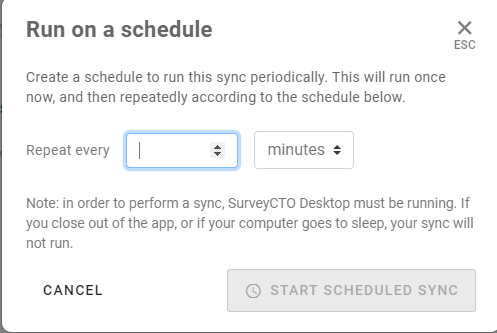 Run on a schedule
ESC
Create a schedule to run this sync periodically. This will run once
now, and then repeatedly according to the schedule below.
Repeat every minutes
Note: in order to perform a sync, SurveyCTO Desktop must be running. If
you close out of the app, or if your computer goes to sleep, your sync will
not run.
CANCEL START SCHEDULED SYNC